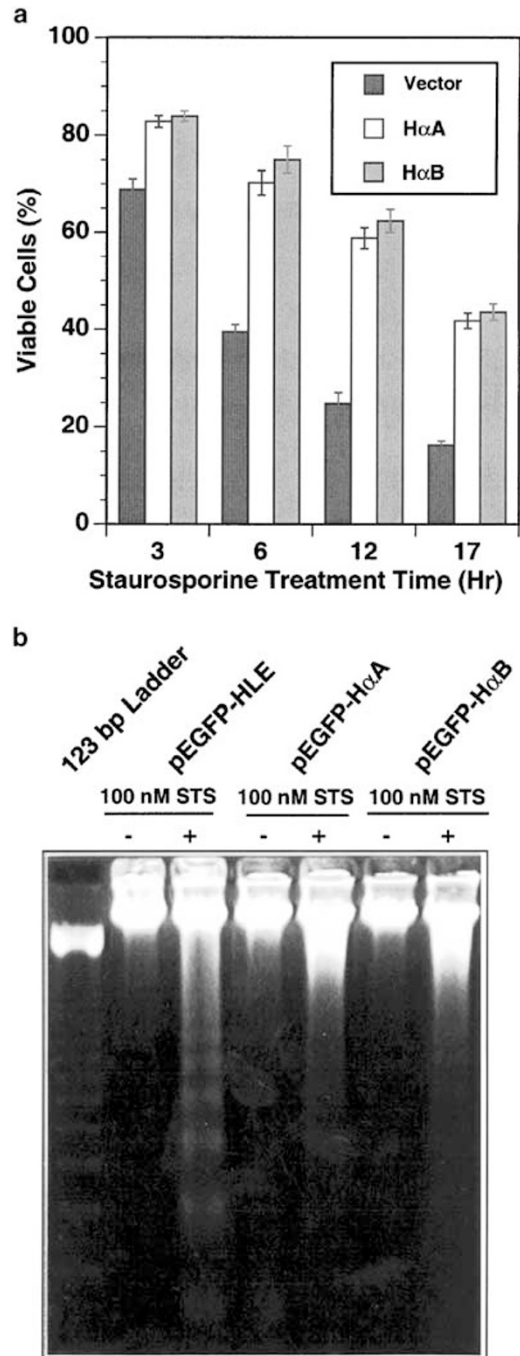 a
100
80
60
40
20
0
Viable Cells (%)
Vector
HαA
HαB
3 6 12 17
Staurosporine Treatment Time (Hr)
b
123 bp Ladder
pEGFP-HLE
pEGFP-HαA
pEGFP-HαB
100 nM STS 100 nM STS 100 nM STS
- + - + - +